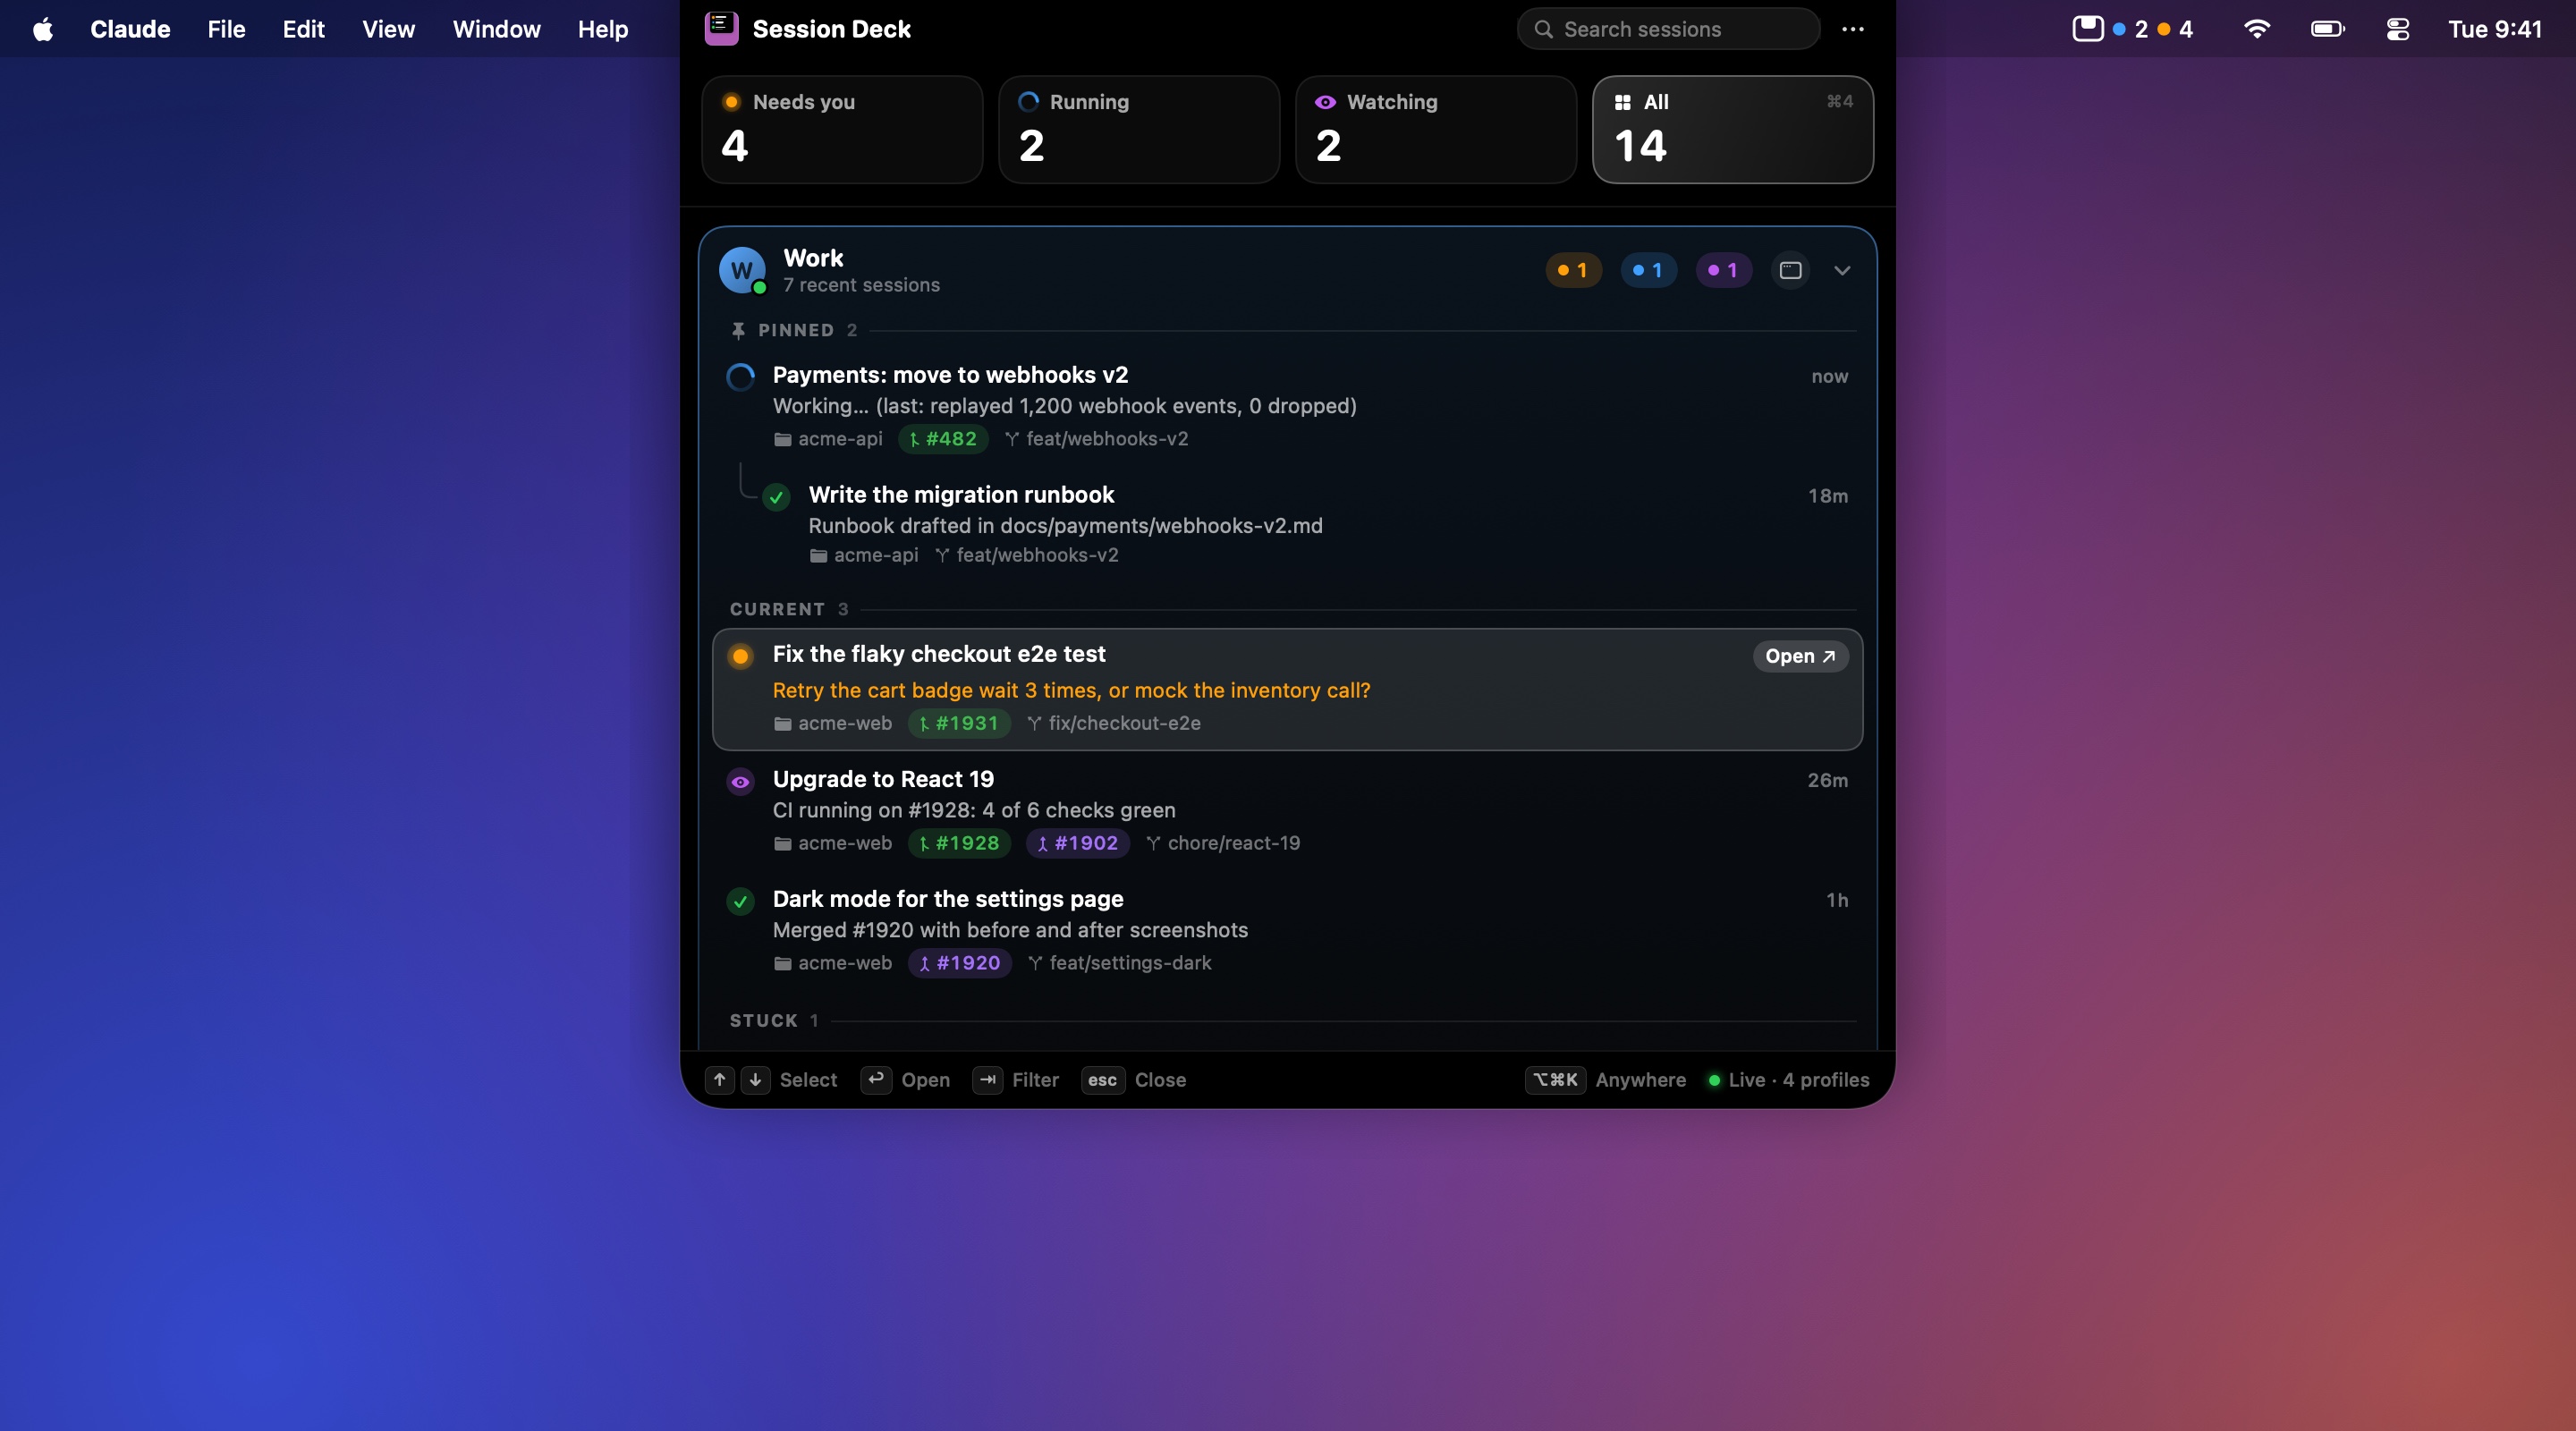 Claude File Edit View Window Help
Session Deck
Search sessions
2 4
Tue 9:41
Needs you
4
Running
2
Watching
2
All ⌘4
14
W
Work
7 recent sessions
1 1 1
PINNED 2
Payments: move to webhooks v2
now
Working... (last: replayed 1,200 webhook events, 0 dropped)
acme-api #482 feat/webhooks-v2
Write the migration runbook
18m
Runbook drafted in docs/payments/webhooks-v2.md
acme-api feat/webhooks-v2
CURRENT 3
Fix the flaky checkout e2e test
Open ↗
Retry the cart badge wait 3 times, or mock the inventory call?
acme-web #1931 fix/checkout-e2e
Upgrade to React 19
26m
CI running on #1928: 4 of 6 checks green
acme-web #1928 #1902 chore/react-19
Dark mode for the settings page
1h
Merged #1920 with before and after screenshots
acme-web #1920 feat/settings-dark
STUCK 1
↑ ↓ Select ↩ Open ⇥ Filter esc Close
⌥⌘K Anywhere Live · 4 profiles